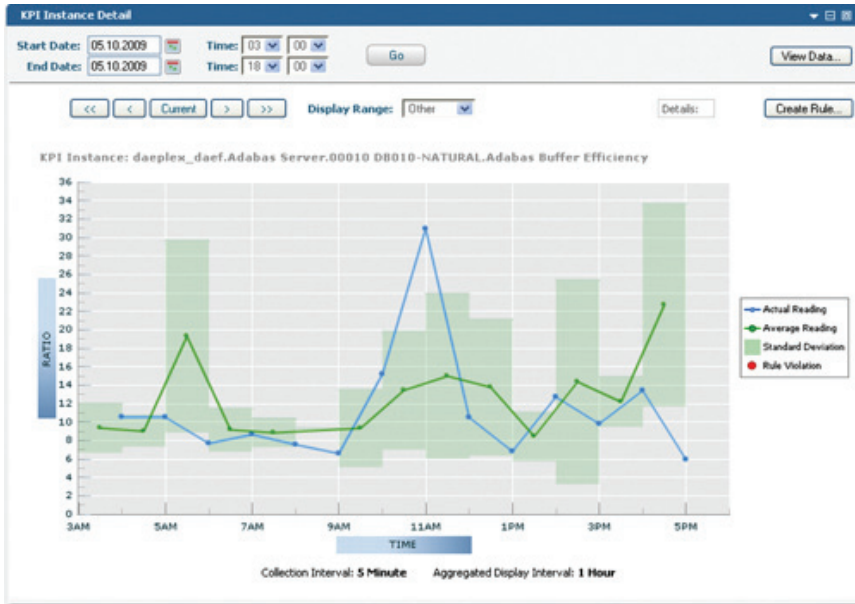 KPI Instance Detail
Start Date: 05.10.2009 Time: 03 00 Go
End Date: 05.10.2009 Time: 18 00
View Data...
<< < Current > >> Display Range: Other Details: Create Rule...
KPI Instance: daeplex_daef.Adabas Server.00010 DB010-NATURAL.Adabas Buffer Efficiency
36
34
32
30
28
26
24
22
20
18
16
14
12
10
8
6
4
2
0
RATIO
3AM 5AM 7AM 9AM 11AM 1PM 3PM 5PM
TIME
Actual Reading
Average Reading
Standard Deviation
Rule Violation
Collection Interval: 5 Minute Aggregated Display Interval: 1 Hour